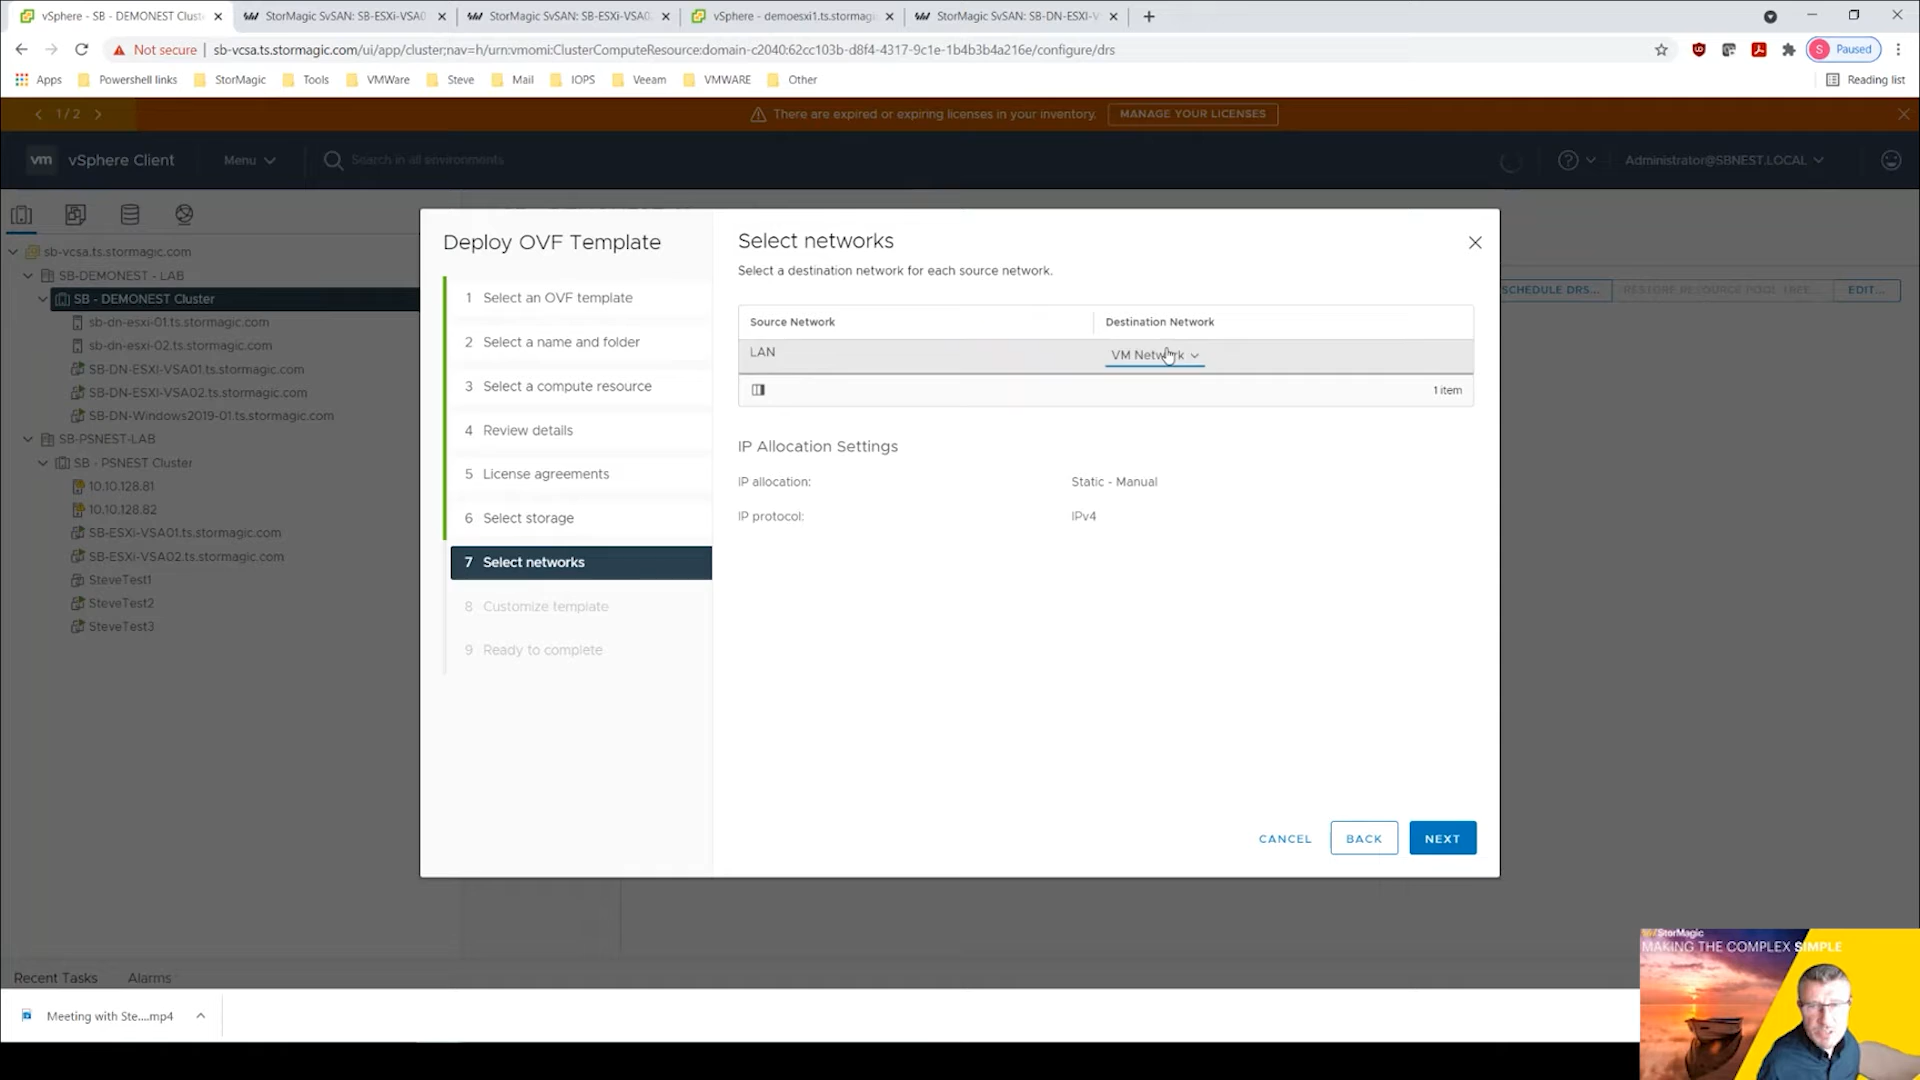 vSphere - SB - DEMONEST Cluste
StorMagic SvSAN: SB-ESXi-VSA0
StorMagic SvSAN: SB-ESXi-VSA0
vSphere - demoesxi1.ts.stormagi
StorMagic SvSAN: SB-DN-ESXI-V
Not secure
sb-vcsa.ts.stormagic.com/ui/app/cluster;nav=h/urn:vmomi:ClusterComputeResource:domain-c2040:62cc103b-d8f4-4317-9c1e-1b4b3b4a216e/configure/drs
S Paused
Apps
Powershell links
StorMagic
Tools
VMWare
Steve
Mail
IOPS
Veeam
VMWARE
Other
Reading list
1 / 2
There are expired or expiring licenses in your inventory.
MANAGE YOUR LICENSES
vm vSphere Client
Menu
Search in all environments
Administrator@SBNEST.LOCAL
sb-vcsa.ts.stormagic.com
SB-DEMONEST - LAB
SB - DEMONEST Cluster
sb-dn-esxi-01.ts.stormagic.com
sb-dn-esxi-02.ts.stormagic.com
SB-DN-ESXI-VSA01.ts.stormagic.com
SB-DN-ESXI-VSA02.ts.stormagic.com
SB-DN-Windows2019-01.ts.stormagic.com
SB-PSNEST-LAB
SB - PSNEST Cluster
10.10.128.81
10.10.128.82
SB-ESXi-VSA01.ts.stormagic.com
SB-ESXi-VSA02.ts.stormagic.com
SteveTest1
SteveTest2
SteveTest3
Deploy OVF Template
1 Select an OVF template
2 Select a name and folder
3 Select a compute resource
4 Review details
5 License agreements
6 Select storage
7 Select networks
8 Customize template
9 Ready to complete
Select networks
Select a destination network for each source network.
Source Network
Destination Network
LAN
VM Network
1 item
IP Allocation Settings
IP allocation:
Static - Manual
IP protocol:
IPv4
CANCEL
BACK
NEXT
SCHEDULE DRS...
RESTORE RESOURCE POOL TREE...
EDIT...
Recent Tasks
Alarms
Meeting with Ste....mp4
StorMagic
MAKING THE COMPLEX SIMPLE